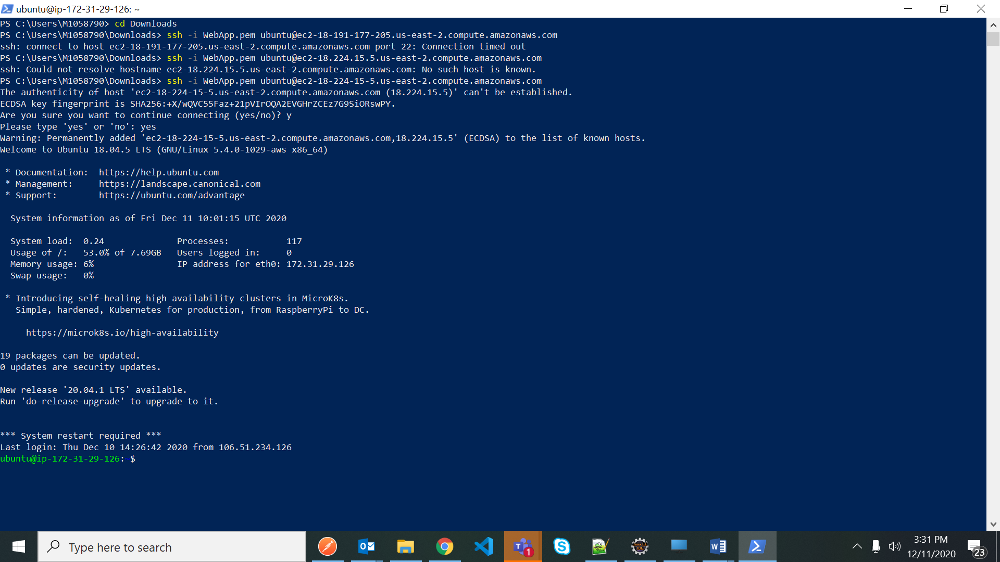 ubuntu@ip-172-31-29-126: ~
PS C:\Users\M1058790> cd Downloads
PS C:\Users\M1058790\Downloads> ssh -i WebApp.pem ubuntu@ec2-18-191-177-205.us-east-2.compute.amazonaws.com
ssh: connect to host ec2-18-191-177-205.us-east-2.compute.amazonaws.com port 22: Connection timed out
PS C:\Users\M1058790\Downloads> ssh -i WebApp.pem ubuntu@ec2-18.224.15.5.us-east-2.compute.amazonaws.com
ssh: Could not resolve hostname ec2-18.224.15.5.us-east-2.compute.amazonaws.com: No such host is known.
PS C:\Users\M1058790\Downloads> ssh -i WebApp.pem ubuntu@ec2-18-224-15-5.us-east-2.compute.amazonaws.com
The authenticity of host 'ec2-18-224-15-5.us-east-2.compute.amazonaws.com (18.224.15.5)' can't be established.
ECDSA key fingerprint is SHA256:+X/wQVC55Faz+21pVIrOQA2EVGHrZCEz7G9SiORswPY.
Are you sure you want to continue connecting (yes/no)? y
Please type 'yes' or 'no': yes
Warning: Permanently added 'ec2-18-224-15-5.us-east-2.compute.amazonaws.com,18.224.15.5' (ECDSA) to the list of known hosts.
Welcome to Ubuntu 18.04.5 LTS (GNU/Linux 5.4.0-1029-aws x86_64)
* Documentation:  https://help.ubuntu.com
* Management:     https://landscape.canonical.com
* Support:        https://ubuntu.com/advantage
System information as of Fri Dec 11 10:01:15 UTC 2020
System load:  0.24              Processes:           117
Usage of /:   53.0% of 7.69GB   Users logged in:     0
Memory usage: 6%                IP address for eth0: 172.31.29.126
Swap usage:   0%
* Introducing self-healing high availability clusters in MicroK8s.
Simple, hardened, Kubernetes for production, from RaspberryPi to DC.
https://microk8s.io/high-availability
19 packages can be updated.
0 updates are security updates.
New release '20.04.1 LTS' available.
Run 'do-release-upgrade' to upgrade to it.
*** System restart required ***
Last login: Thu Dec 10 14:26:42 2020 from 106.51.234.126
ubuntu@ip-172-31-29-126:~$
Type here to search
3:31 PM
12/11/2020
1
23